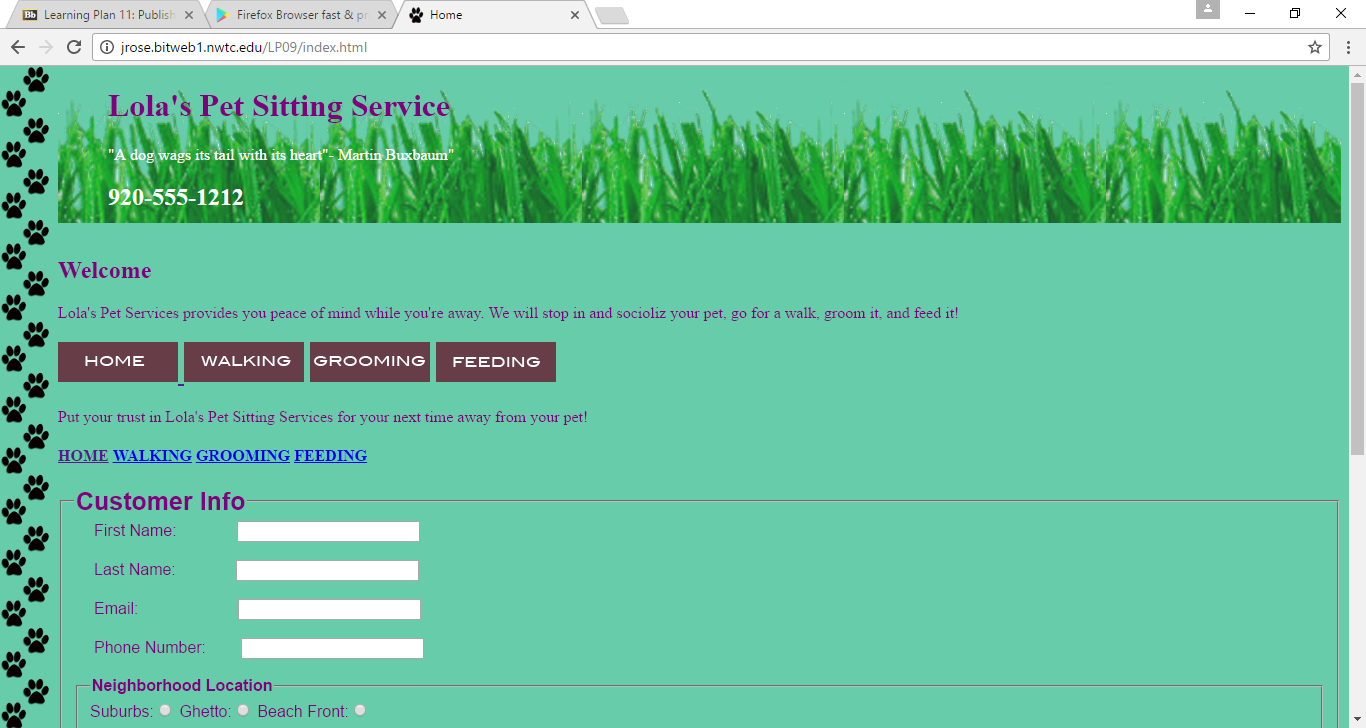 Learning Plan 11: Publish
Firefox Browser fast & pr
Home
jrose.bitweb1.nwtc.edu/LP09/index.html
Lola's Pet Sitting Service
"A dog wags its tail with its heart"- Martin Buxbaum"
920-555-1212
Welcome
Lola's Pet Services provides you peace of mind while you're away. We will stop in and socioliz your pet, go for a walk, groom it, and feed it!
HOME WALKING GROOMING FEEDING
Put your trust in Lola's Pet Sitting Services for your next time away from your pet!
HOME WALKING GROOMING FEEDING
Customer Info
First Name:
Last Name:
Email:
Phone Number:
Neighborhood Location
Suburbs: Ghetto: Beach Front: